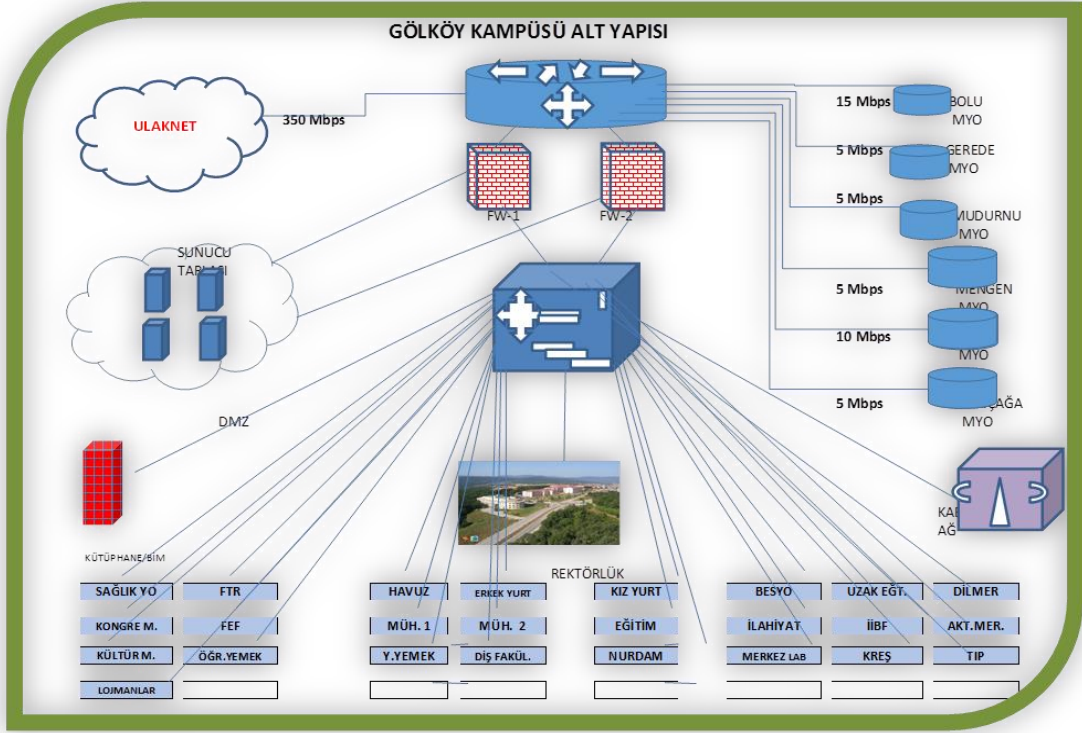 GÖLKÖY KAMPÜSÜ ALT YAPISI
ULAKNET
350 Mbps
15 Mbps
BOLU
MYO
5 Mbps
GEREDE
MYO
5 Mbps
MUDURNU
MYO
5 Mbps
MENGEN
MYO
10 Mbps
MYO
5 Mbps
MYO
FW-1
FW-2
SUNUCU
DMZ
KÜTÜPHANE/BİM
REKTÖRLÜK
AĞ
SAĞLIK YO
FTR
HAVUZ
ERKEK YURT
KIZ YURT
BESYO
UZAK EĞT.
DİLMER
KONGRE M.
FEF
MÜH. 1
MÜH. 2
EĞİTİM
İLAHİYAT
İİBF
AKT.MER.
KÜLTÜR M.
ÖĞR.YEMEK
Y.YEMEK
DİŞ FAKÜL.
NURDAM
MERKEZ LAB
KREŞ
TIP
LOJMANLAR